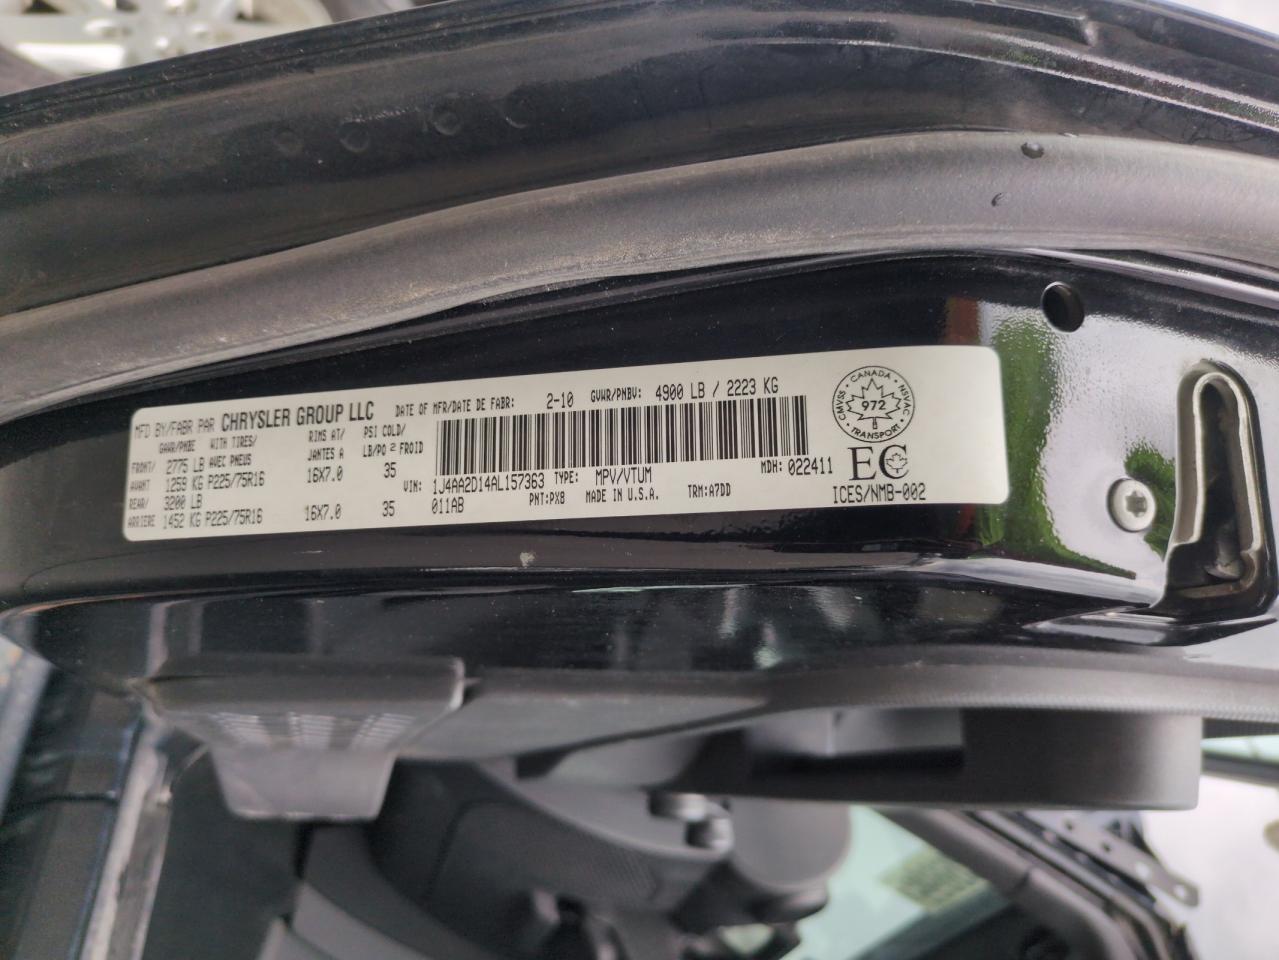 MFD BY/FABR PAR CHRYSLER GROUP LLC DATE OF MFR/DATE DE FABR: 2-10 GVWR/PNBV: 4900 LB / 2223 KG
GAWR/PNBE WITH TIRES/ RIMS AT/ PSI COLD/
AVEC PNEUS JANTES A LB/PO 2 FROID
FRONT/ 2775 LB
AVANT 1259 KG P225/75R16 16X7.0 35
REAR/ 3200 LB
ARRIERE 1452 KG P225/75R16 16X7.0 35
VIN: 1J4AA2D14AL157363 TYPE: MPV/VTUM MDH: 022411
011AB PNT:PX8 MADE IN U.S.A. TRM:A7DD
CANADA
CMVSS 972 NSVAC
TRANSPORT
EC
ICES/NMB-002